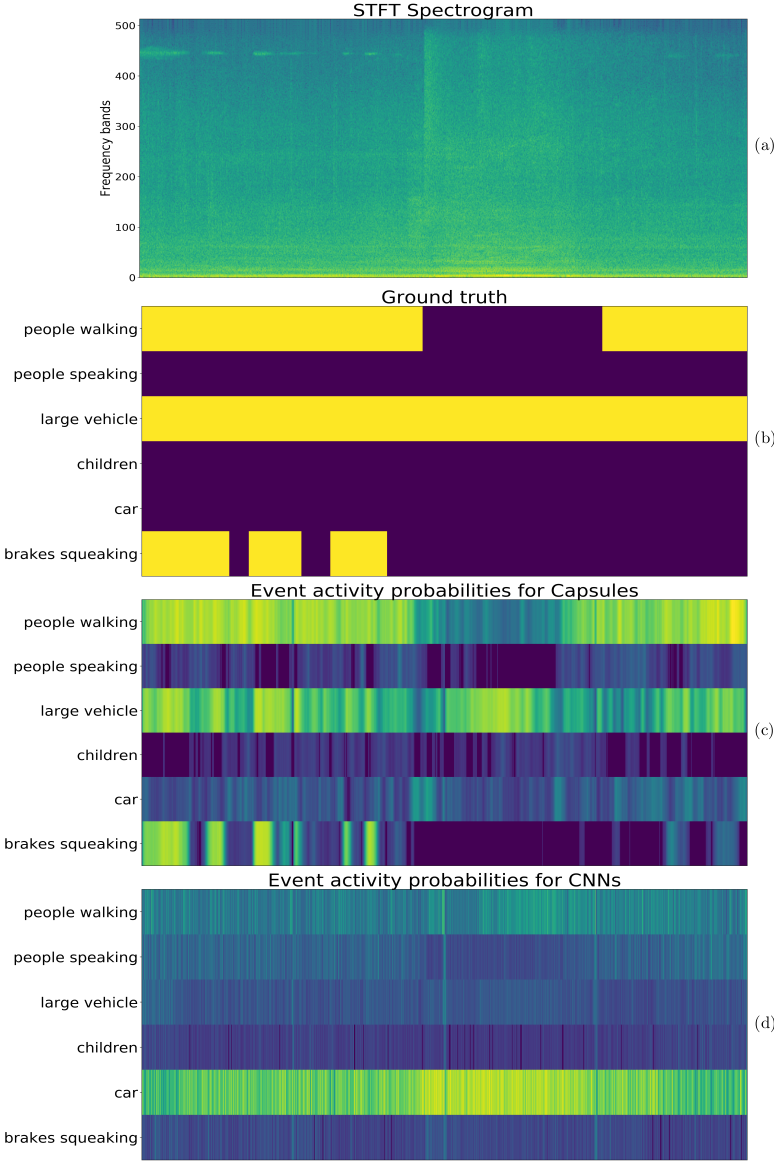 STFT Spectrogram
500
400
300
200
100
0
Frequency bands
(a)
Ground truth
people walking
people speaking
large vehicle
children
car
brakes squeaking
(b)
Event activity probabilities for Capsules
people walking
people speaking
large vehicle
children
car
brakes squeaking
(c)
Event activity probabilities for CNNs
people walking
people speaking
large vehicle
children
car
brakes squeaking
(d)